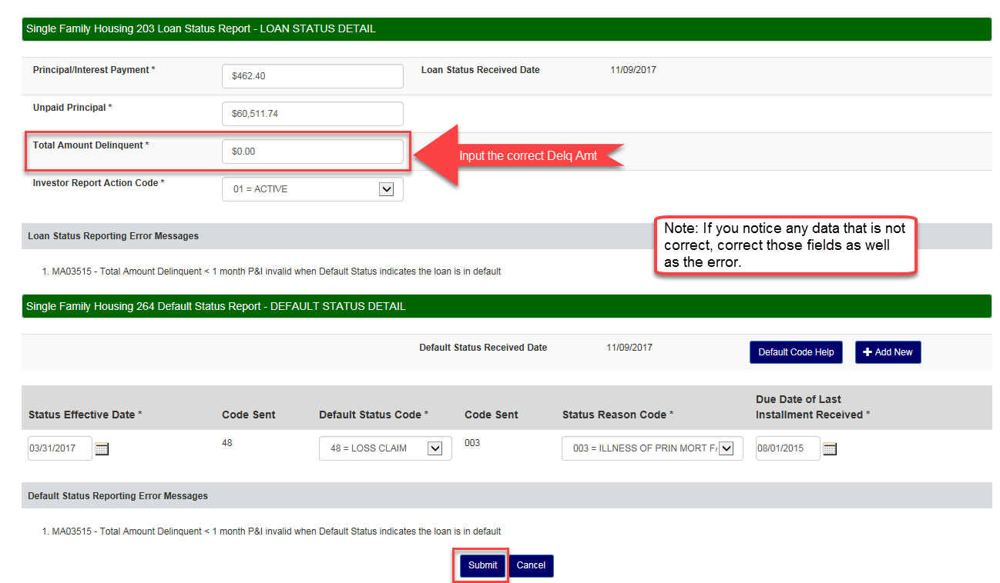 Single Family Housing 203 Loan Status Report - LOAN STATUS DETAIL
Principal/Interest Payment * $462.40 Loan Status Received Date 11/09/2017
Unpaid Principal * $60,511.74
Total Amount Delinquent * $0.00 Input the correct Delq Amt
Investor Report Action Code * 01 = ACTIVE
Note: If you notice any data that is not
correct, correct those fields as well
as the error.
Loan Status Reporting Error Messages
1. MA03515 - Total Amount Delinquent < 1 month P&I invalid when Default Status indicates the loan is in default
Single Family Housing 264 Default Status Report - DEFAULT STATUS DETAIL
Default Status Received Date 11/09/2017 Default Code Help + Add New
Status Effective Date * Code Sent Default Status Code * Code Sent Status Reason Code * Due Date of Last
Installment Received *
03/31/2017 48 48 = LOSS CLAIM 003 003 = ILLNESS OF PRIN MORT F/ 08/01/2015
Default Status Reporting Error Messages
1. MA03515 - Total Amount Delinquent < 1 month P&I invalid when Default Status indicates the loan is in default
Submit Cancel